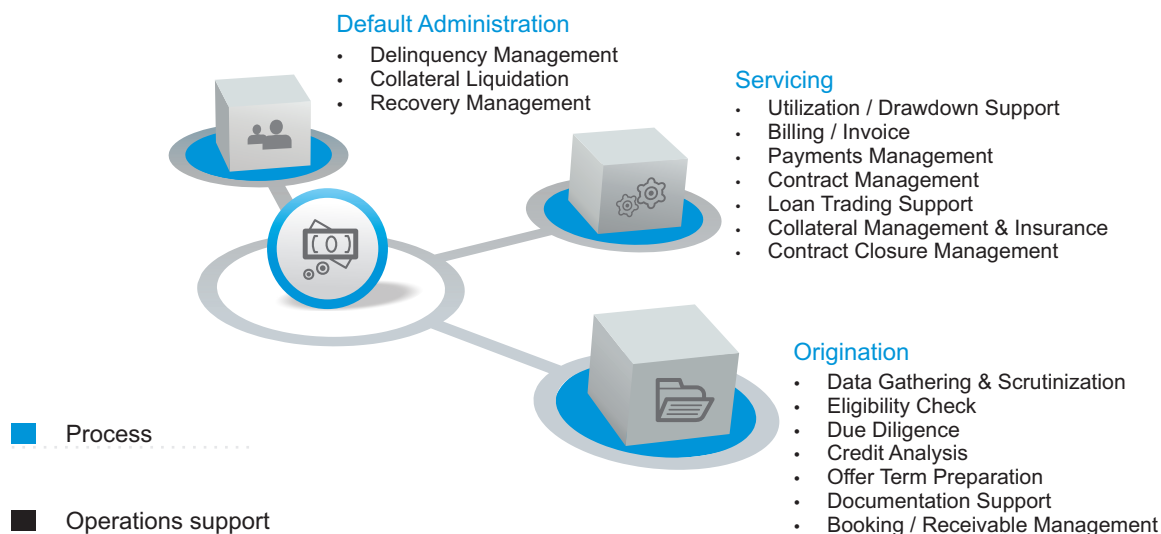 Default Administration
• Delinquency Management
• Collateral Liquidation
• Recovery Management
Servicing
• Utilization / Drawdown Support
• Billing / Invoice
• Payments Management
• Contract Management
• Loan Trading Support
• Collateral Management & Insurance
• Contract Closure Management
Origination
• Data Gathering & Scrutinization
• Eligibility Check
• Due Diligence
• Credit Analysis
• Offer Term Preparation
• Documentation Support
• Booking / Receivable Management
Process
Operations support